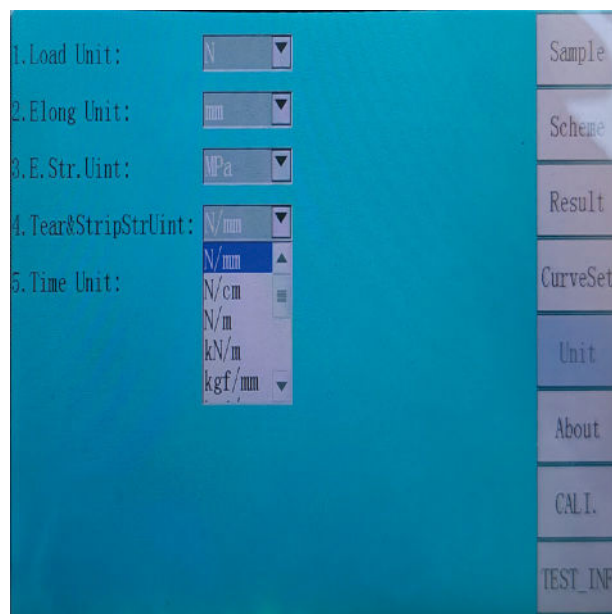 1.Load Unit: N
2.Elong Unit: mm
3.E.Str.Uint: MPa
4.Tear&StripStrUint: N/mm
N/mm
N/cm
N/m
kN/m
kgf/mm
5.Time Unit:
Sample
Scheme
Result
CurveSet
Unit
About
CALI.
TEST_INF